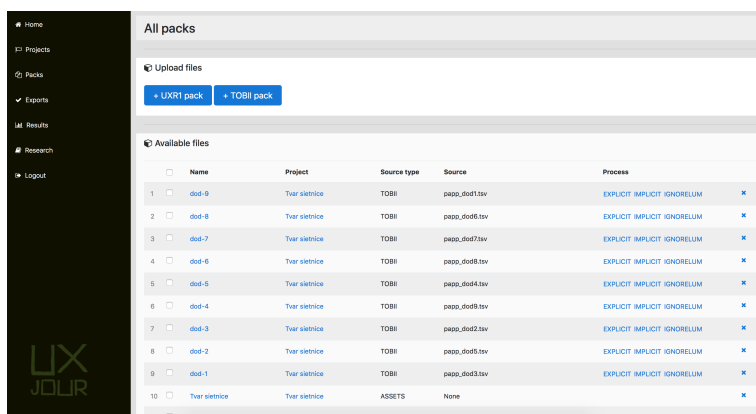 Home
Projects
Packs
Exports
Results
Research
Logout
UX
JOUR
All packs
Upload files
+ UXR1 pack + TOBII pack
Available files
Name Project Source type Source Process
1 dod-9 Tvar sietnice TOBII papp_dod1.tsv EXPLICIT IMPLICIT IGNORELUM ×
2 dod-8 Tvar sietnice TOBII papp_dod6.tsv EXPLICIT IMPLICIT IGNORELUM ×
3 dod-7 Tvar sietnice TOBII papp_dod7.tsv EXPLICIT IMPLICIT IGNORELUM ×
4 dod-6 Tvar sietnice TOBII papp_dod8.tsv EXPLICIT IMPLICIT IGNORELUM ×
5 dod-5 Tvar sietnice TOBII papp_dod4.tsv EXPLICIT IMPLICIT IGNORELUM ×
6 dod-4 Tvar sietnice TOBII papp_dod9.tsv EXPLICIT IMPLICIT IGNORELUM ×
7 dod-3 Tvar sietnice TOBII papp_dod2.tsv EXPLICIT IMPLICIT IGNORELUM ×
8 dod-2 Tvar sietnice TOBII papp_dod5.tsv EXPLICIT IMPLICIT IGNORELUM ×
9 dod-1 Tvar sietnice TOBII papp_dod3.tsv EXPLICIT IMPLICIT IGNORELUM ×
10 Tvar sietnice Tvar sietnice ASSETS None ×